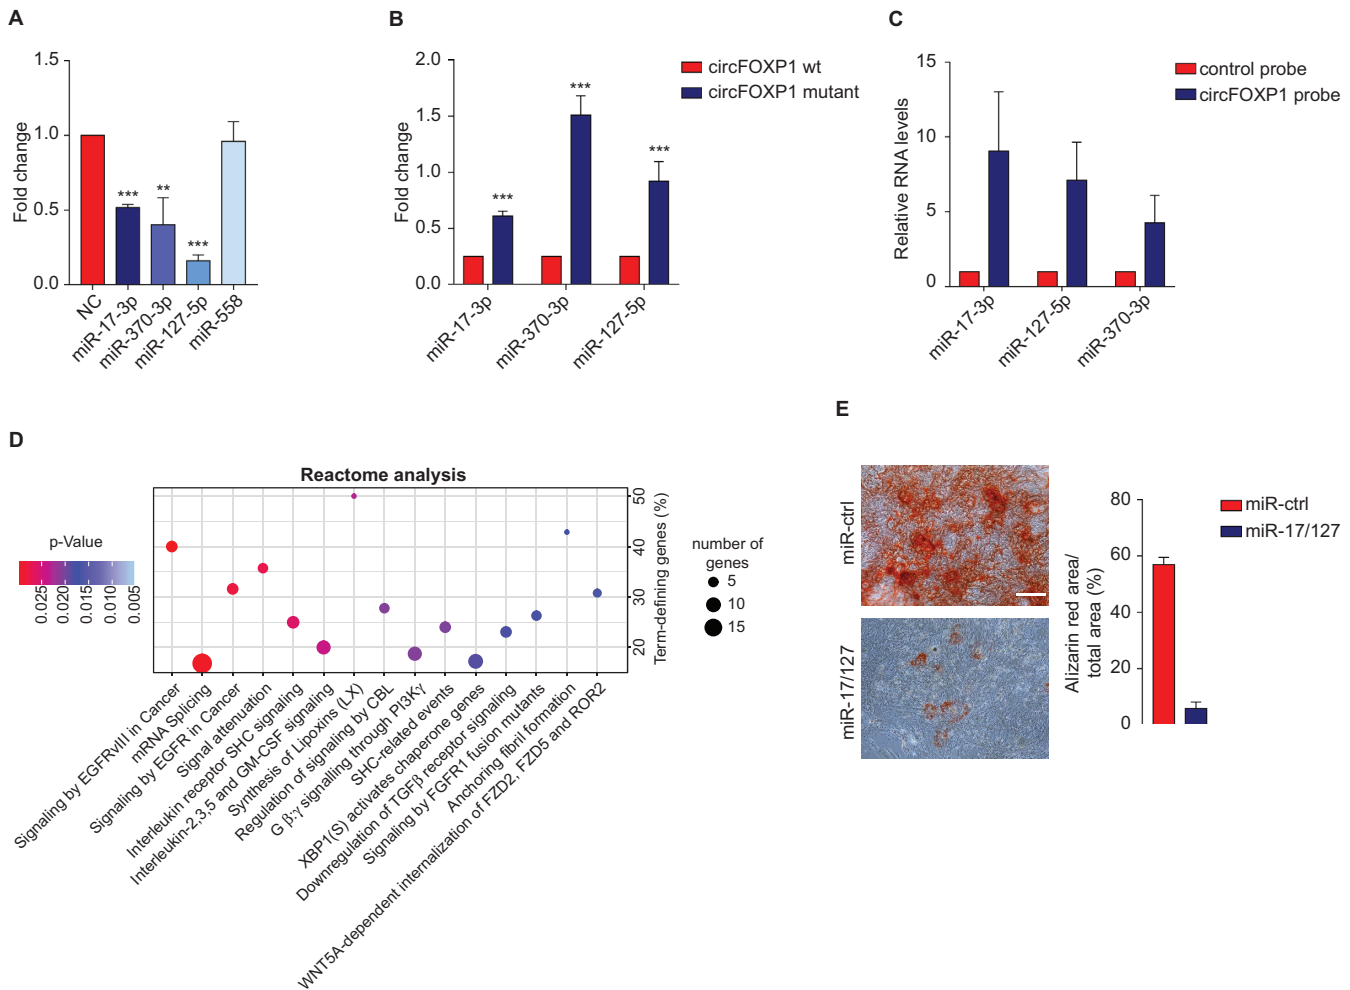 A
Fold change
1.5
1.0
0.5
0.0
***
**
***
NC
miR-17-3p
miR-370-3p
miR-127-5p
miR-558
B
Fold change
2.0
1.5
1.0
0.5
0.0
***
***
***
circFOXP1 wt
circFOXP1 mutant
miR-17-3p
miR-370-3p
miR-127-5p
C
Relative RNA levels
15
10
5
0
control probe
circFOXP1 probe
miR-17-3p
miR-127-5p
miR-370-3p
D
Reactome analysis
p-Value
0.025
0.020
0.015
0.010
0.005
50
40
30
20
Term-defining genes (%)
number of
genes
5
10
15
Signaling by EGFRvIII in Cancer
mRNA Splicing
Signaling by EGFR in Cancer
Signal attenuation
Interleukin receptor SHC signaling
Interleukin-2,3,5 and GM-CSF signaling
Synthesis of Lipoxins (LX)
Regulation of signaling by CBL
G β:γ signalling through PI3Kγ
SHC-related events
XBP1(S) activates chaperone genes
Downregulation of TGFβ receptor signaling
Signaling by FGFR1 fusion mutants
Anchoring fibril formation
WNT5A-dependent internalization of FZD2, FZD5 and ROR2
E
miR-ctrl
miR-17/127
Alizarin red area/
total area (%)
80
60
40
20
0
miR-ctrl
miR-17/127